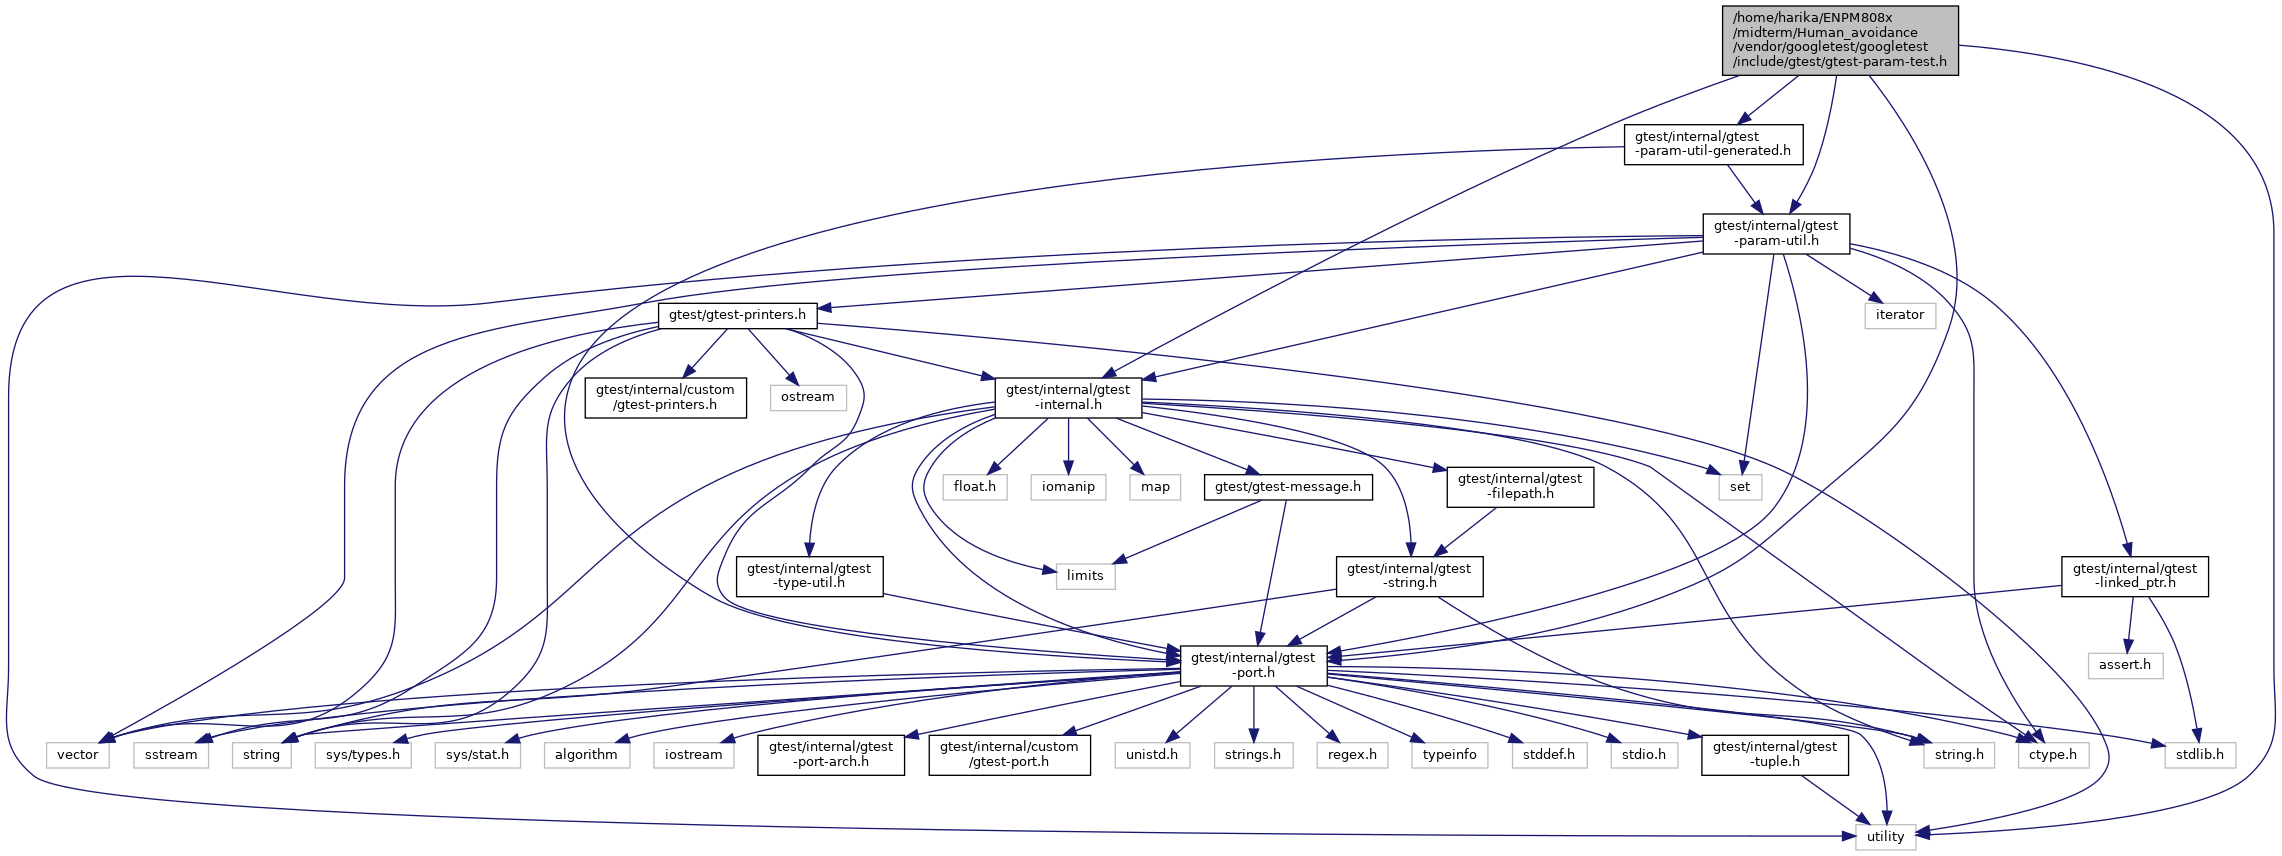 /home/harika/ENPM808x
/midterm/Human_avoidance
/vendor/googletest/googletest
/include/gtest/gtest-param-test.h
gtest/internal/gtest
-param-util-generated.h
gtest/internal/gtest
-param-util.h
gtest/gtest-printers.h
iterator
gtest/internal/custom
/gtest-printers.h
ostream
gtest/internal/gtest
-internal.h
float.h
iomanip
map
gtest/gtest-message.h
gtest/internal/gtest
-filepath.h
set
gtest/internal/gtest
-type-util.h
limits
gtest/internal/gtest
-string.h
gtest/internal/gtest
-linked_ptr.h
gtest/internal/gtest
-port.h
assert.h
vector
sstream
string
sys/types.h
sys/stat.h
algorithm
iostream
gtest/internal/gtest
-port-arch.h
gtest/internal/custom
/gtest-port.h
unistd.h
strings.h
regex.h
typeinfo
stddef.h
stdio.h
gtest/internal/gtest
-tuple.h
string.h
ctype.h
stdlib.h
utility